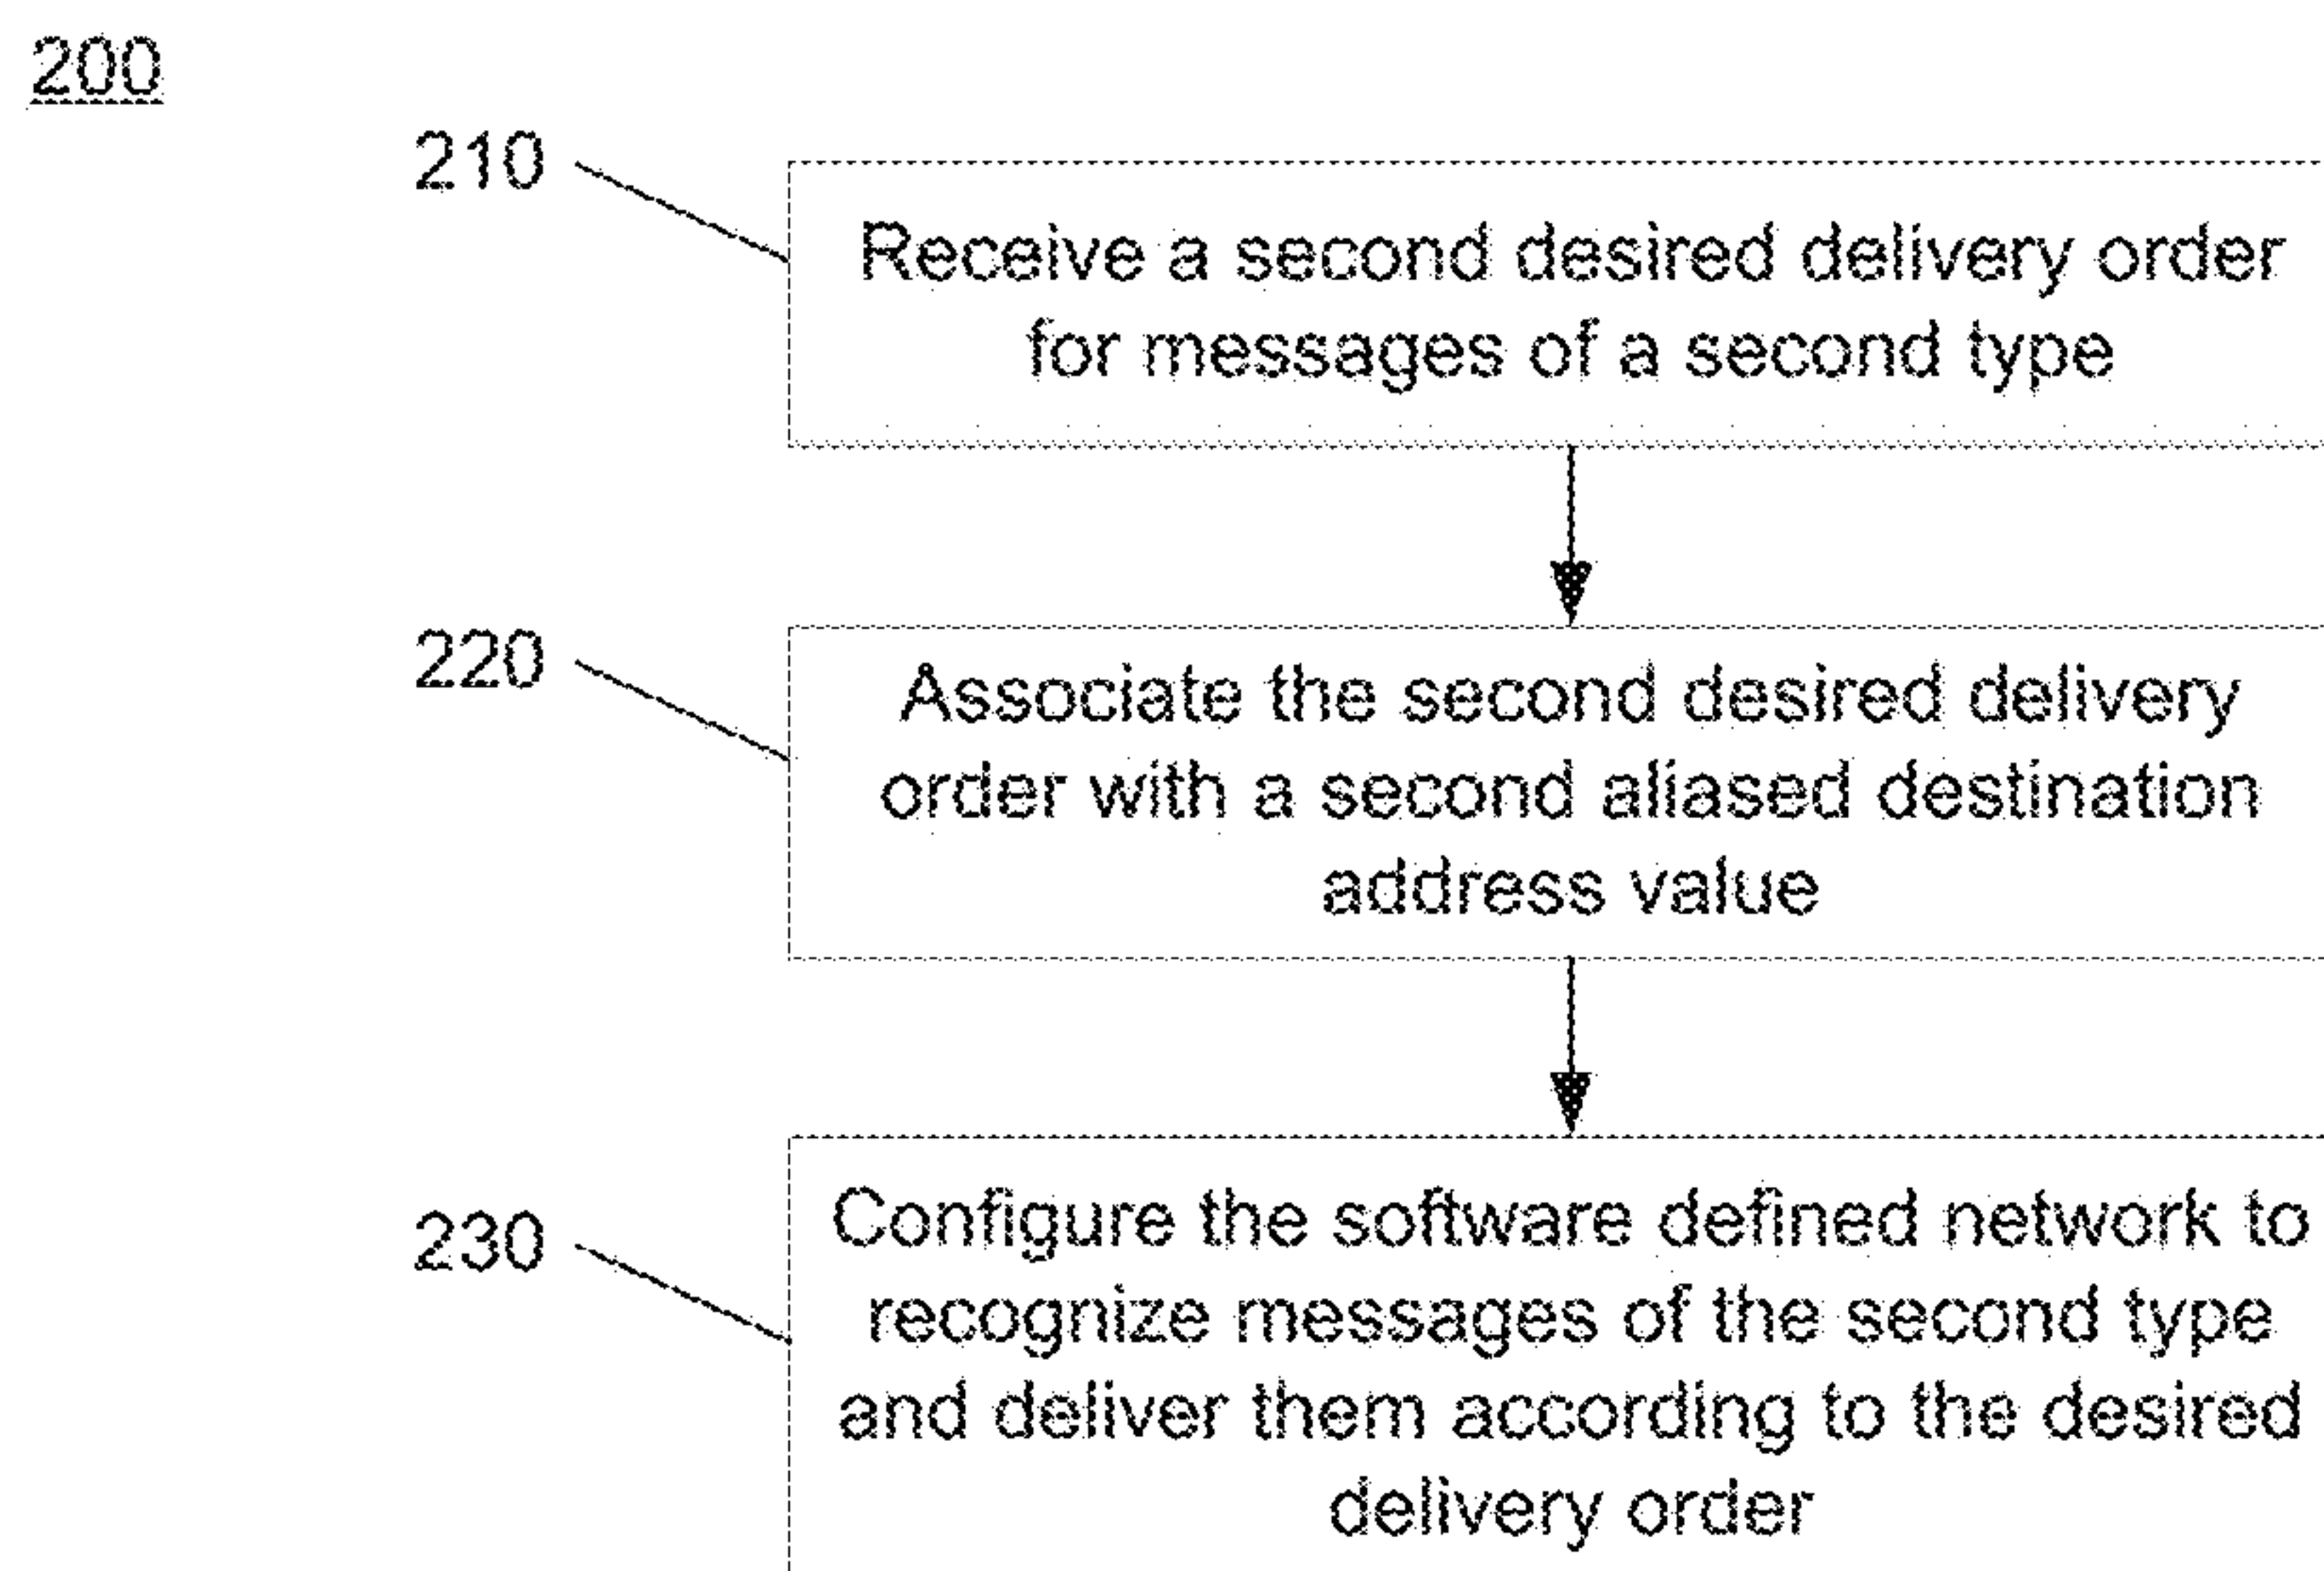 200
210
Receive a second desired delivery order
for messages of a second type
220
Associate the second desired delivery
order with a second aliased destination
address value
230
Configure the software defined network to
recognize messages of the second type
and deliver them according to the desired
delivery order